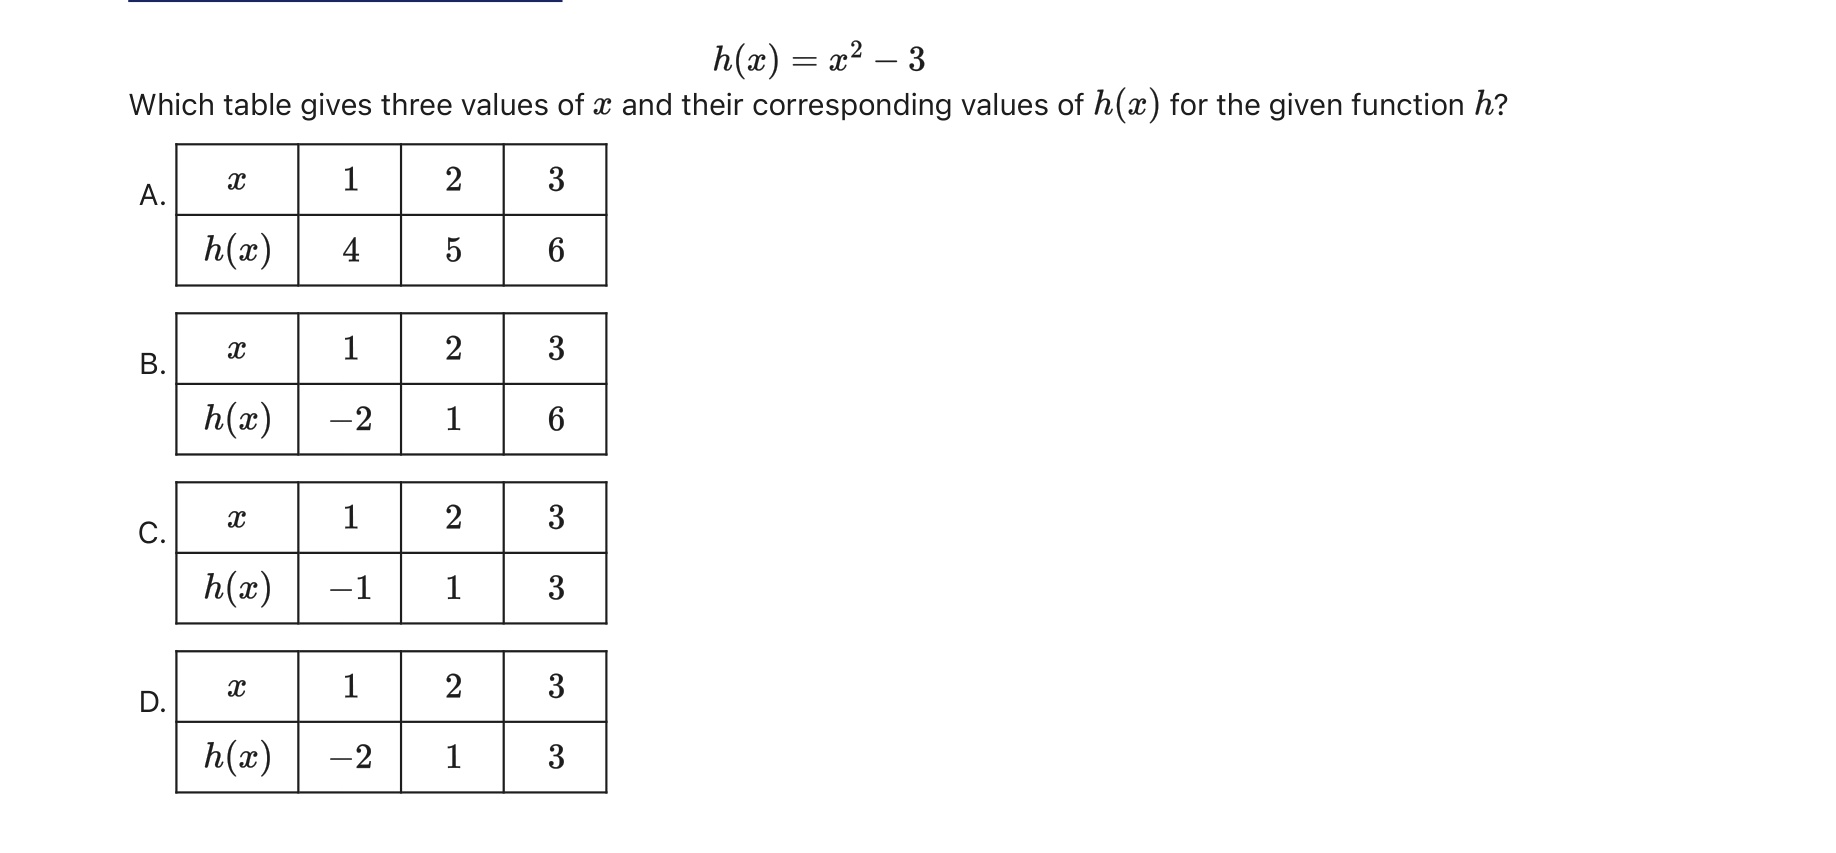 h(x) = x² − 3
Which table gives three values of x and their corresponding values of h(x) for the given function h?
A.
x 1 2 3
h(x) 4 5 6
B.
x 1 2 3
h(x) −2 1 6
C.
x 1 2 3
h(x) −1 1 3
D.
x 1 2 3
h(x) −2 1 3